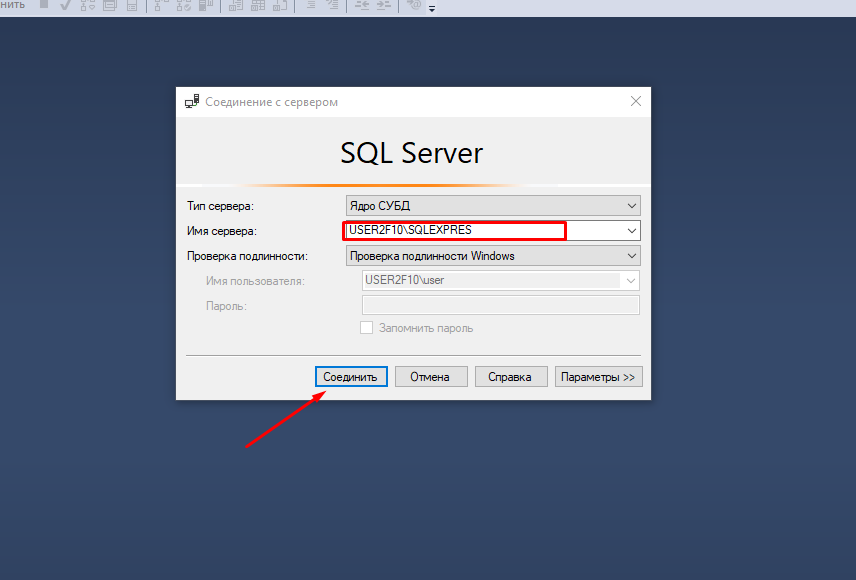 нить
Соединение с сервером
SQL Server
Тип сервера: Ядро СУБД
Имя сервера: USER2F10\SQLEXPRES
Проверка подлинности: Проверка подлинности Windows
Имя пользователя: USER2F10\user
Пароль:
Запомнить пароль
Соединить Отмена Справка Параметры >>